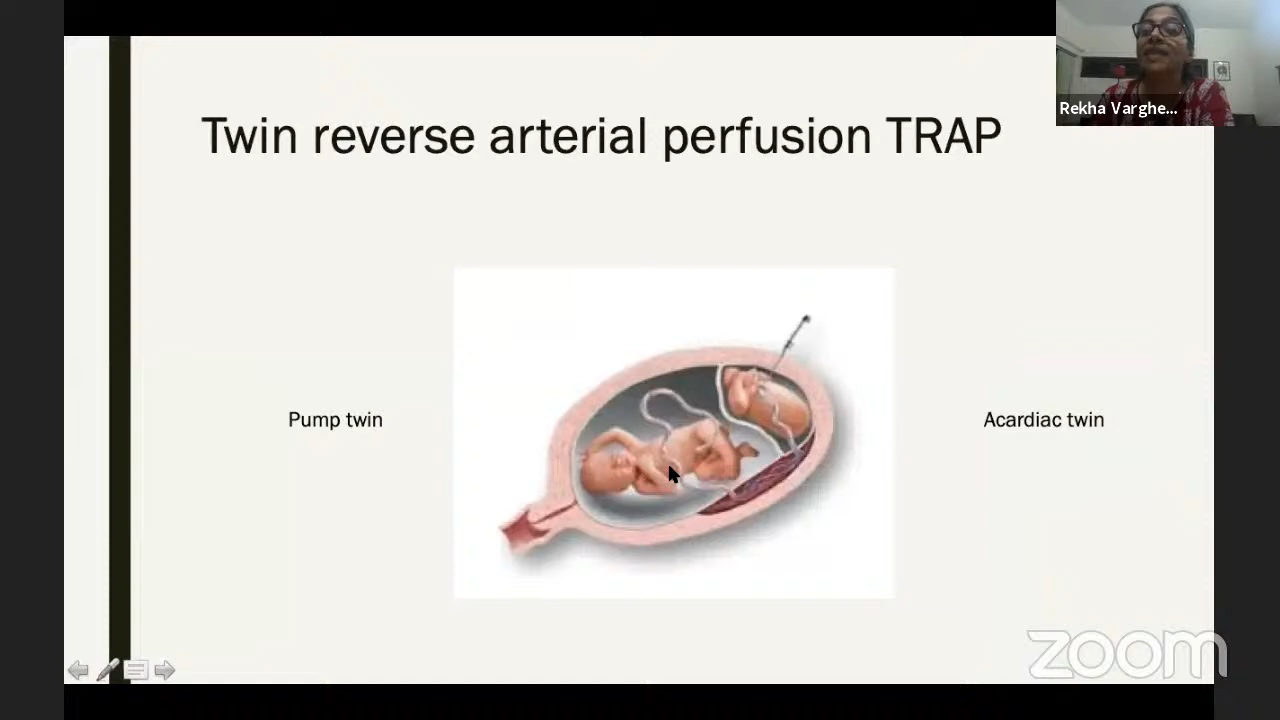 Rekha Varghe...
Twin reverse arterial perfusion TRAP
Pump twin
Acardiac twin
zoom